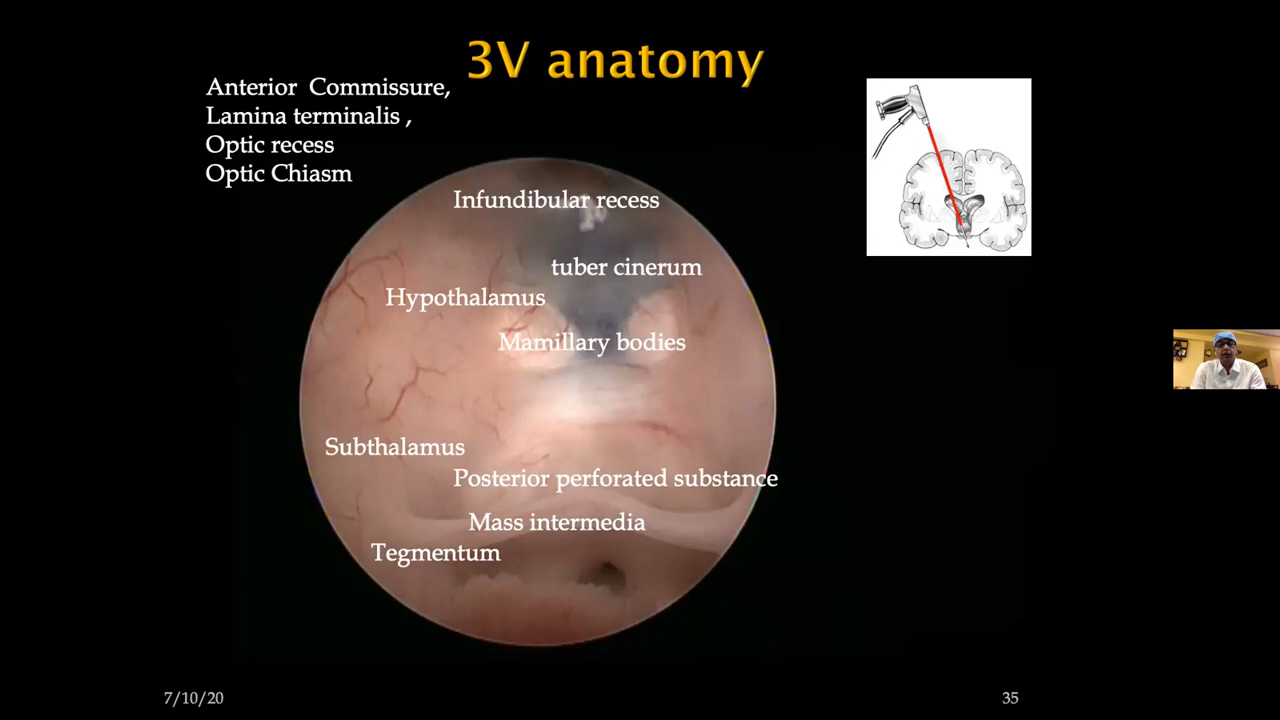 3V anatomy
Anterior Commissure,
Lamina terminalis ,
Optic recess
Optic Chiasm
Infundibular recess
tuber cinerum
Hypothalamus
Mamillary bodies
Subthalamus
Posterior perforated substance
Mass intermedia
Tegmentum
7/10/20
35